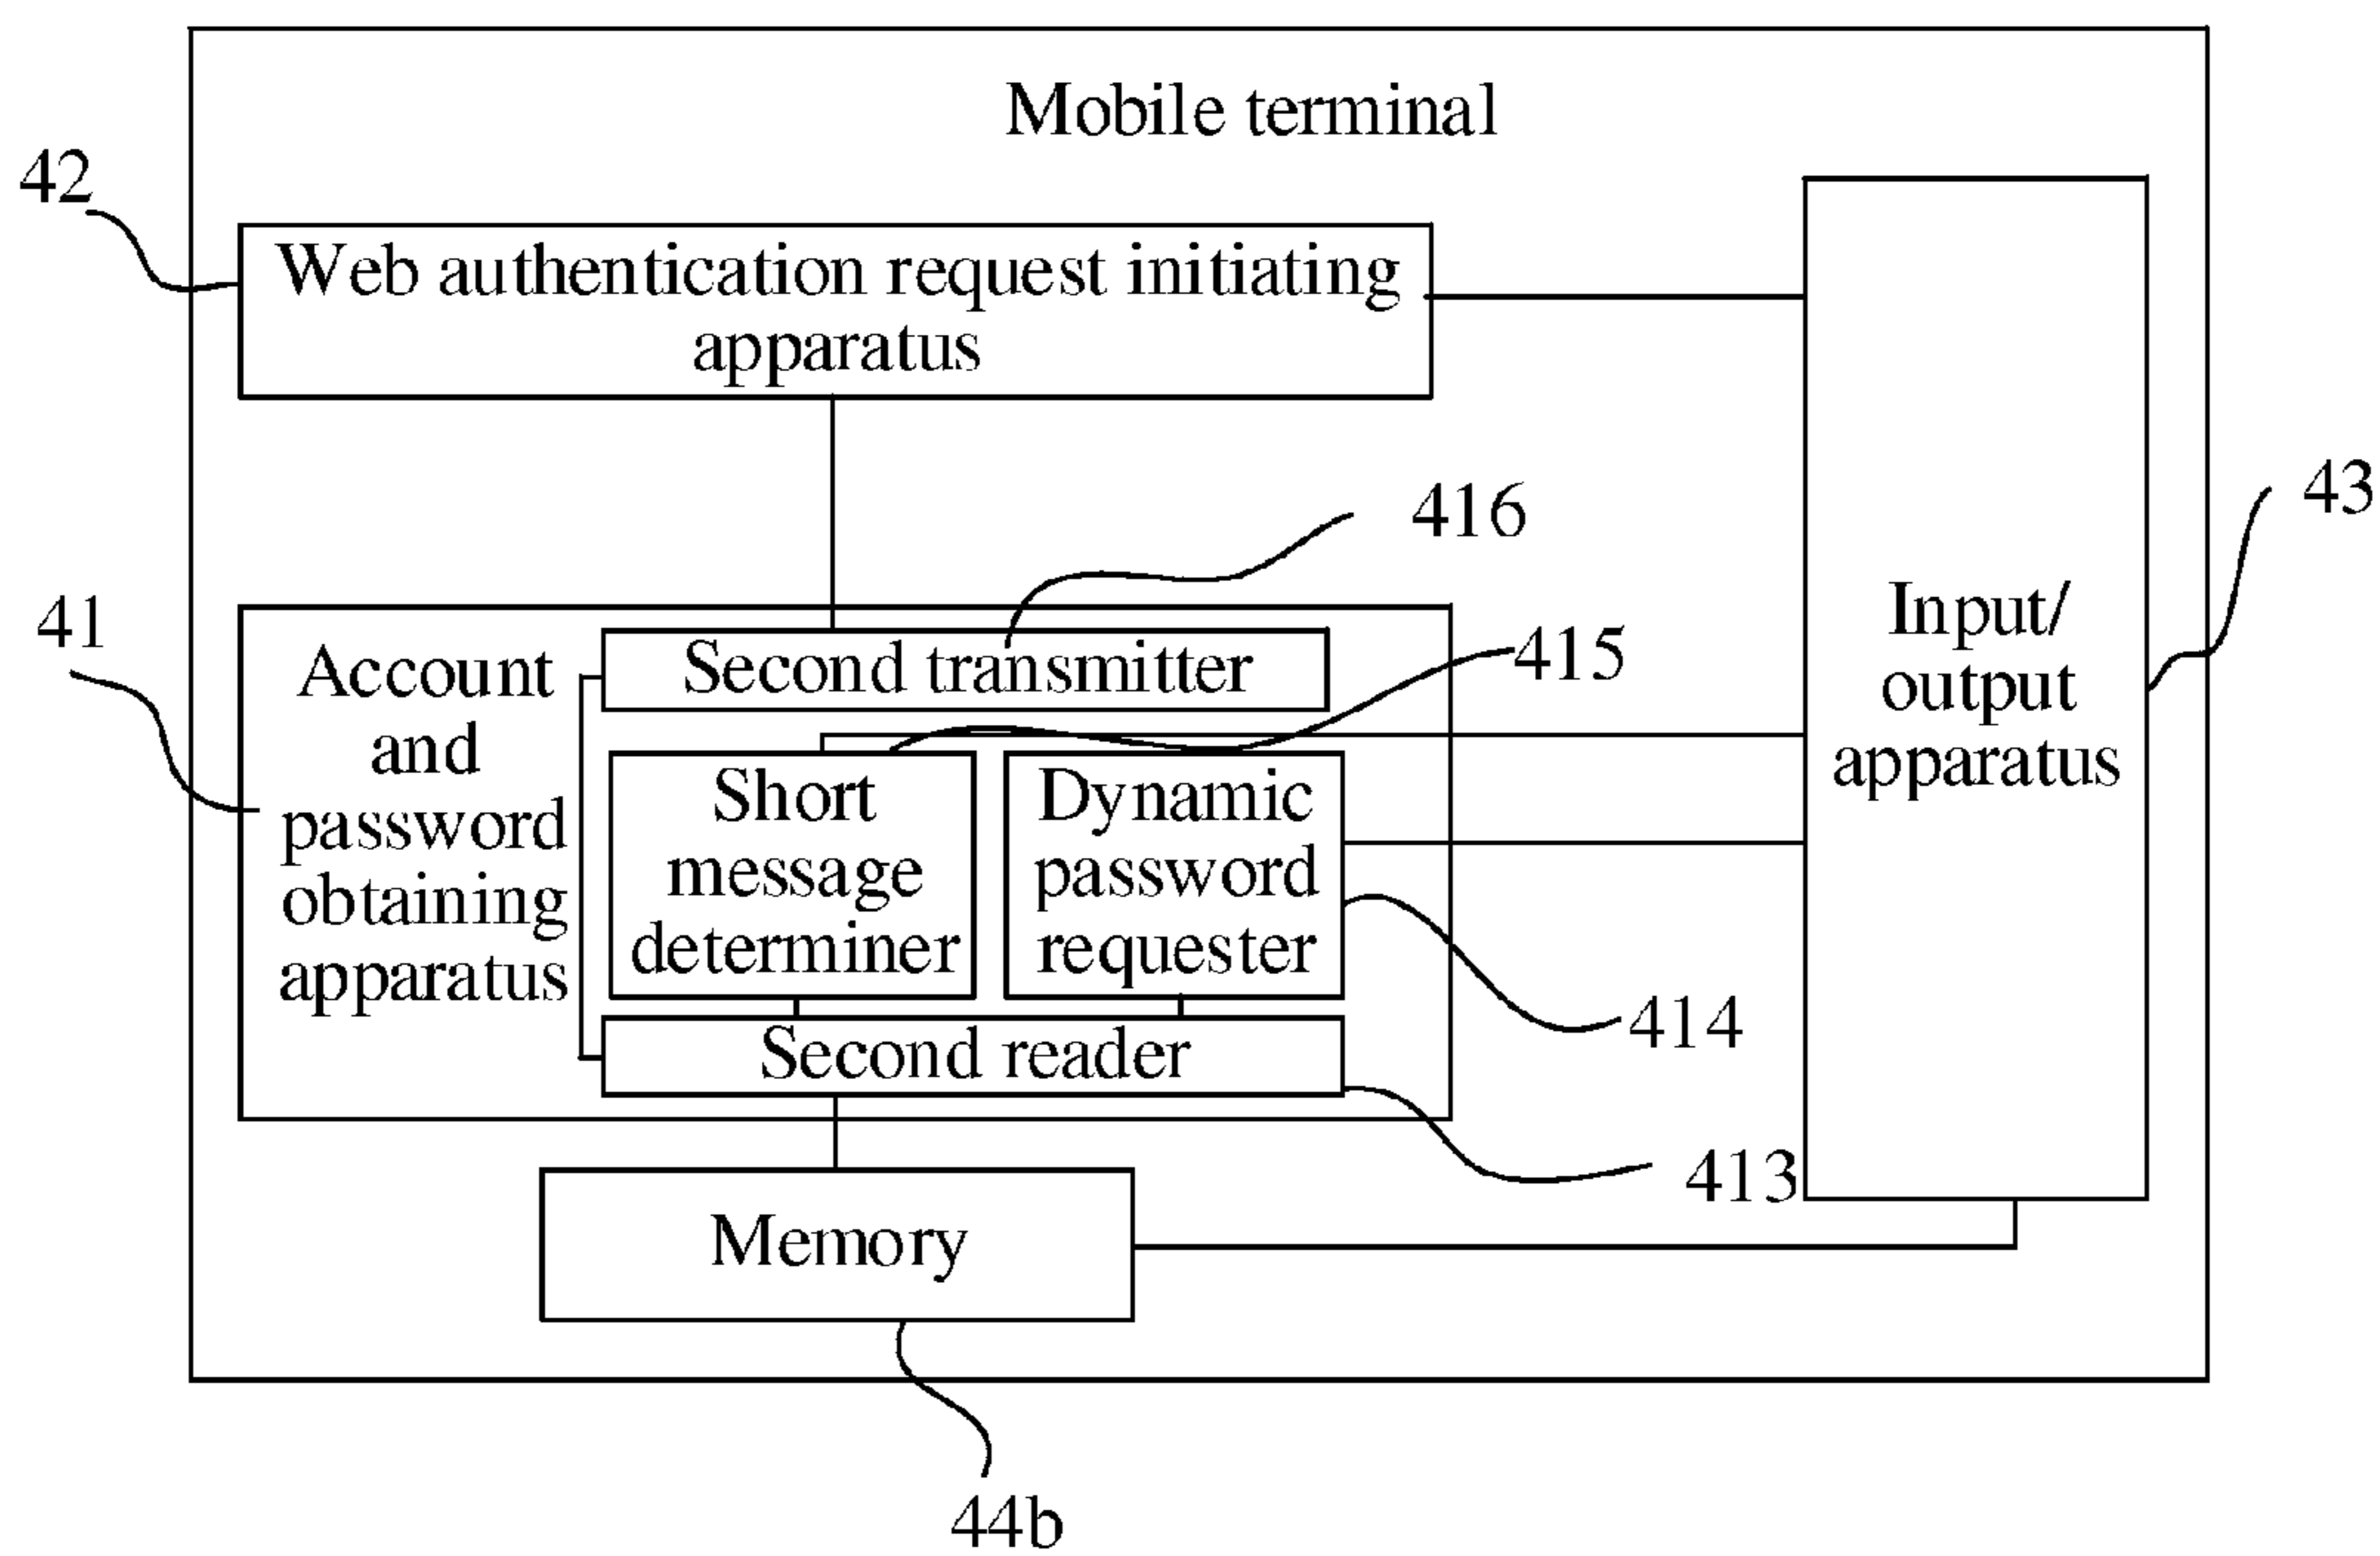 Mobile terminal
42
Web authentication request initiating
apparatus
416
43
41
415
Account
and
password
obtaining
apparatus
Second transmitter
Short
message
determiner
Dynamic
password
requester
Input/
output
apparatus
414
Second reader
413
Memory
44b